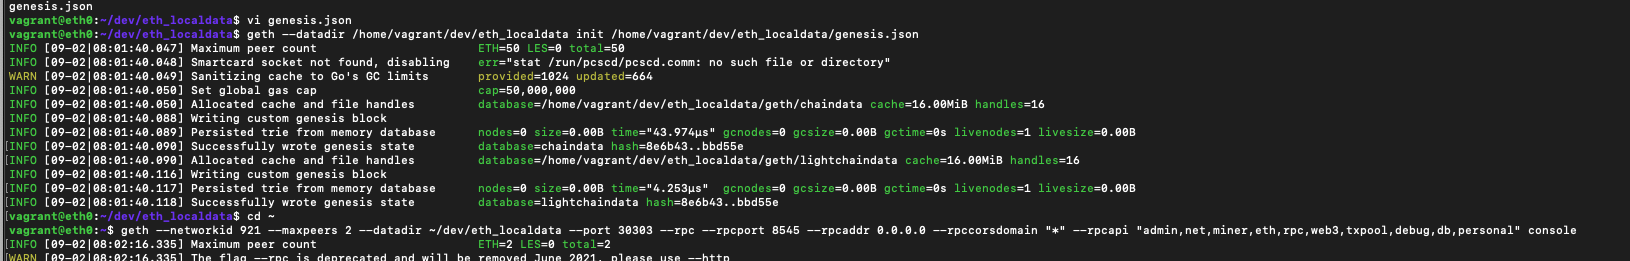 genesis.json
vagrant@eth0:~/dev/eth_localdata$ vi genesis.json
vagrant@eth0:~/dev/eth_localdata$ geth --datadir /home/vagrant/dev/eth_localdata init /home/vagrant/dev/eth_localdata/genesis.json
INFO [09-02|08:01:40.047] Maximum peer count ETH=50 LES=0 total=50
INFO [09-02|08:01:40.048] Smartcard socket not found, disabling err="stat /run/pcscd/pcscd.comm: no such file or directory"
WARN [09-02|08:01:40.049] Sanitizing cache to Go's GC limits provided=1024 updated=664
INFO [09-02|08:01:40.050] Set global gas cap cap=50,000,000
INFO [09-02|08:01:40.050] Allocated cache and file handles database=/home/vagrant/dev/eth_localdata/geth/chaindata cache=16.00MiB handles=16
INFO [09-02|08:01:40.088] Writing custom genesis block
INFO [09-02|08:01:40.089] Persisted trie from memory database nodes=0 size=0.00B time="43.974µs" gcnodes=0 gcsize=0.00B gctime=0s livenodes=1 livesize=0.00B
INFO [09-02|08:01:40.090] Successfully wrote genesis state database=chaindata hash=8e6b43..bbd55e
INFO [09-02|08:01:40.090] Allocated cache and file handles database=/home/vagrant/dev/eth_localdata/geth/lightchaindata cache=16.00MiB handles=16
INFO [09-02|08:01:40.116] Writing custom genesis block
INFO [09-02|08:01:40.117] Persisted trie from memory database nodes=0 size=0.00B time="4.253µs" gcnodes=0 gcsize=0.00B gctime=0s livenodes=1 livesize=0.00B
INFO [09-02|08:01:40.118] Successfully wrote genesis state database=lightchaindata hash=8e6b43..bbd55e
vagrant@eth0:~/dev/eth_localdata$ cd ~
vagrant@eth0:~$ geth --networkid 921 --maxpeers 2 --datadir ~/dev/eth_localdata --port 30303 --rpc --rpcport 8545 --rpcaddr 0.0.0.0 --rpccorsdomain "*" --rpcapi "admin,net,miner,eth,rpc,web3,txpool,debug,db,personal" console
INFO [09-02|08:02:16.335] Maximum peer count ETH=2 LES=0 total=2
WARN [09-02|08:02:16.335] The flag --rpc is deprecated and will be removed June 2021, please use --http